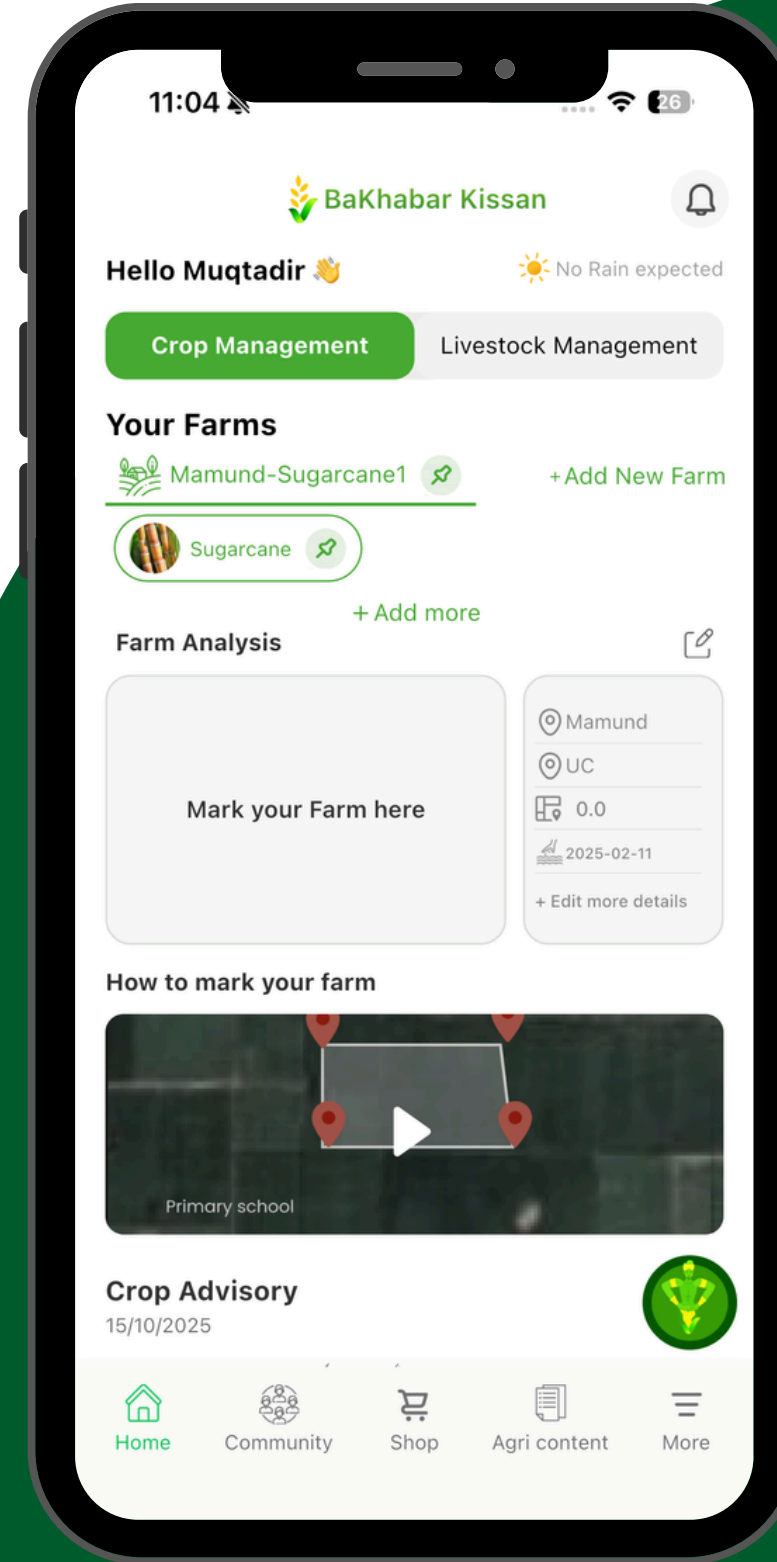 11:04
26
BaKhabar Kissan
Hello Muqtadir 👋
No Rain expected
Crop Management
Livestock Management
Your Farms
Mamund-Sugarcane1
+Add New Farm
Sugarcane
+ Add more
Farm Analysis
Mark your Farm here
Mamund
UC
0.0
2025-02-11
+ Edit more details
How to mark your farm
Primary school
Crop Advisory
15/10/2025
Home
Community
Shop
Agri content
More